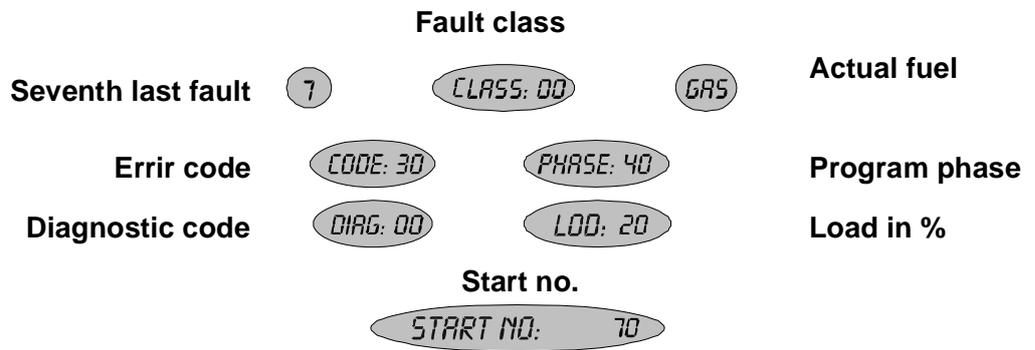 Fault class
Seventh last fault 7 CLASS: 00 GAS Actual fuel
Errir code CODE: 30 PHASE: 40 Program phase
Diagnostic code DIAG: 00 LOD: 20 Load in %
Start no.
START NO: 70